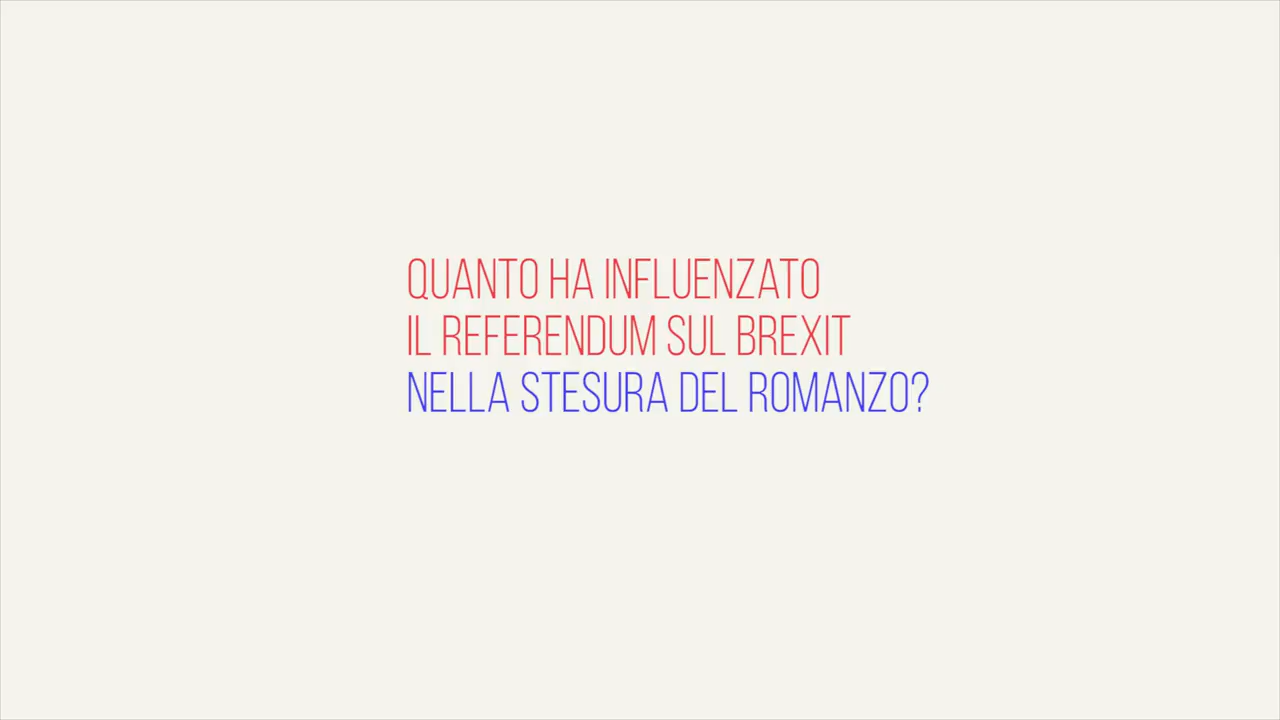 QUANTO HA INFLUENZATO
IL REFERENDUM SUL BREXIT
NELLA STESURA DEL ROMANZO?